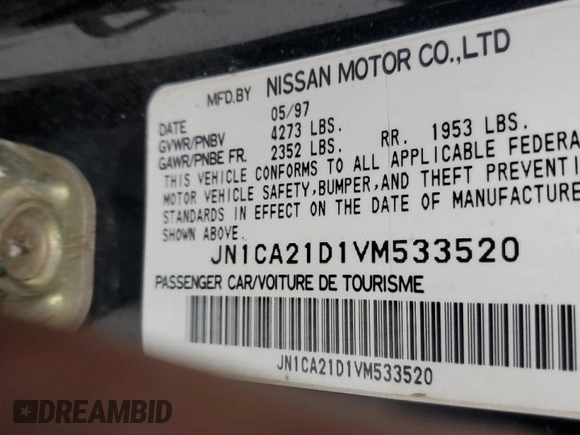 MFD.BY NISSAN MOTOR CO.,LTD
DATE 05/97
GVWR/PNBV 4273 LBS.
GAWR/PNBE FR. 2352 LBS. RR. 1953 LBS.
THIS VEHICLE CONFORMS TO ALL APPLICABLE FEDERA
MOTOR VEHICLE SAFETY,BUMPER,AND THEFT PREVENTI
STANDARDS IN EFFECT ON THE DATE OF MANUFACTURE
SHOWN ABOVE.
JN1CA21D1VM533520
PASSENGER CAR/VOITURE DE TOURISME
JN1CA21D1VM533520
DREAMBID